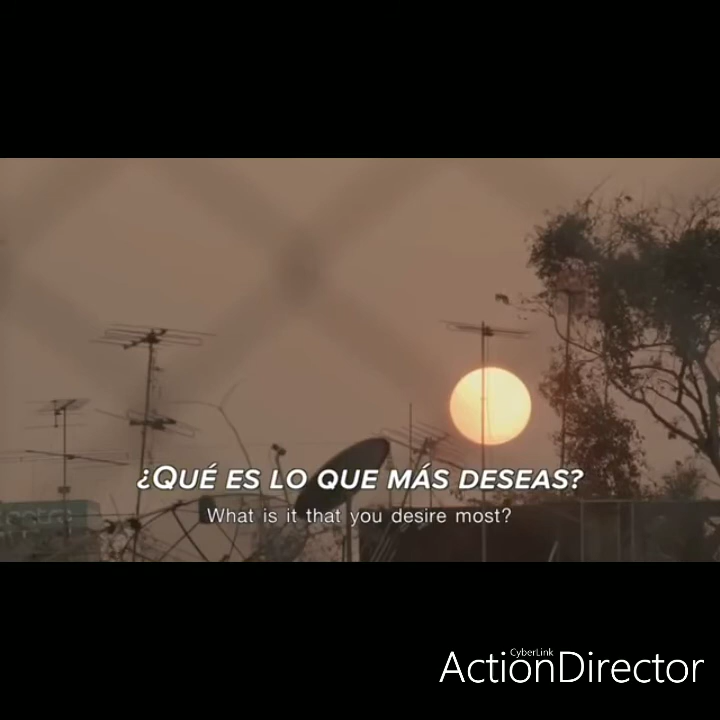 ¿QUÉ ES LO QUE MÁS DESEAS?
What is it that you desire most?
CyberLink
ActionDirector